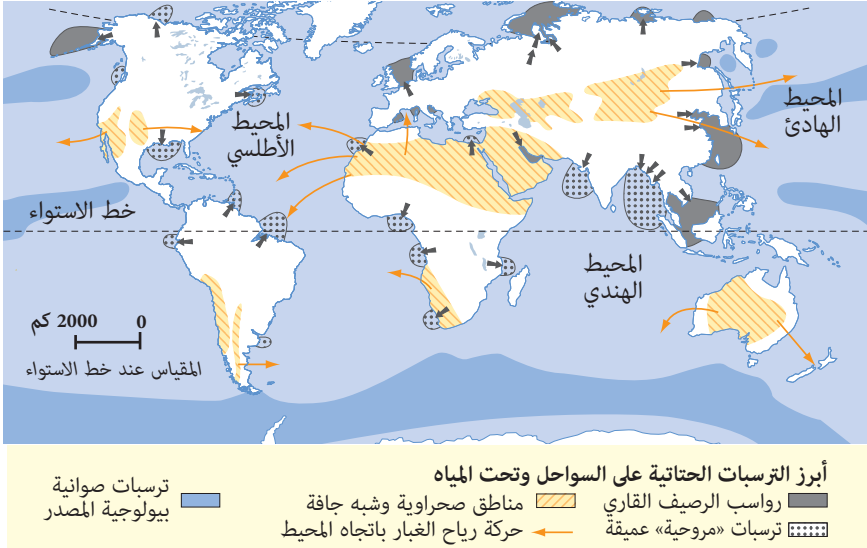 المحيط
الهادئ
المحيط
الأطلسي
خط الاستواء
المحيط
الهندي
2000 كم 0
المقياس عند خط الاستواء
أبرز الترسبات الحتاتية على السواحل وتحت المياه
رواسب الرصيف القاري
ترسبات «مروحية» عميقة
مناطق صحراوية وشبه جافة
حركة رياح الغبار باتجاه المحيط
ترسبات صوانية
بيولوجية المصدر